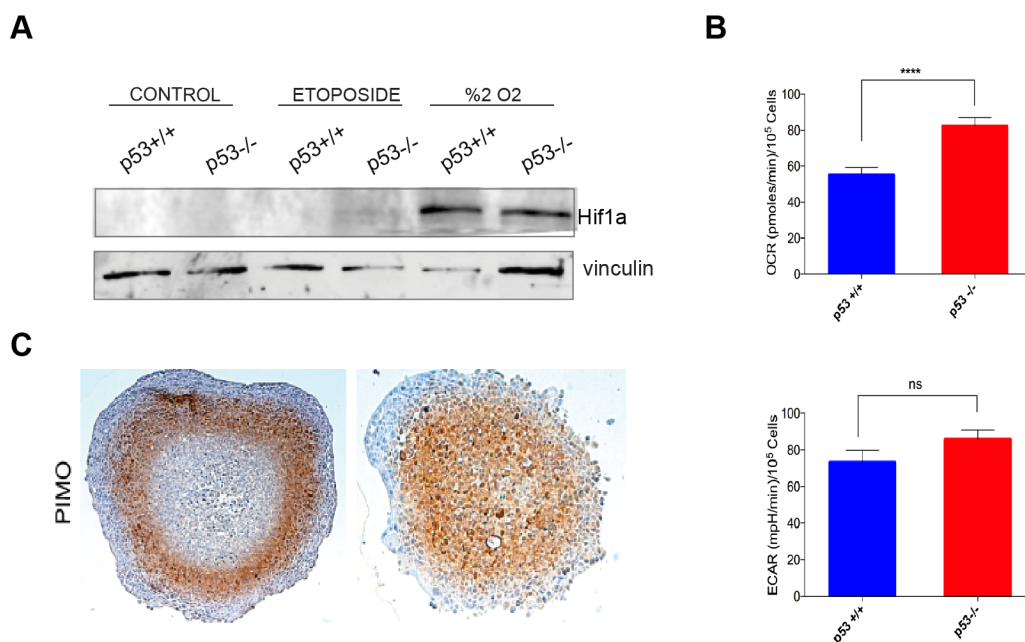 A
CONTROL ETOPOSIDE %2 O2
p53+/+ p53-/- p53+/+ p53-/- p53+/+ p53-/-
Hif1a
vinculin
B
****
OCR (pmoles/min)/10⁵ Cells
100
80
60
40
20
0
p53 +/+ p53 -/-
C
PIMO
ns
ECAR (mpH/min)/10⁵ Cells
100
80
60
40
20
0
p53 +/+ p53-/-